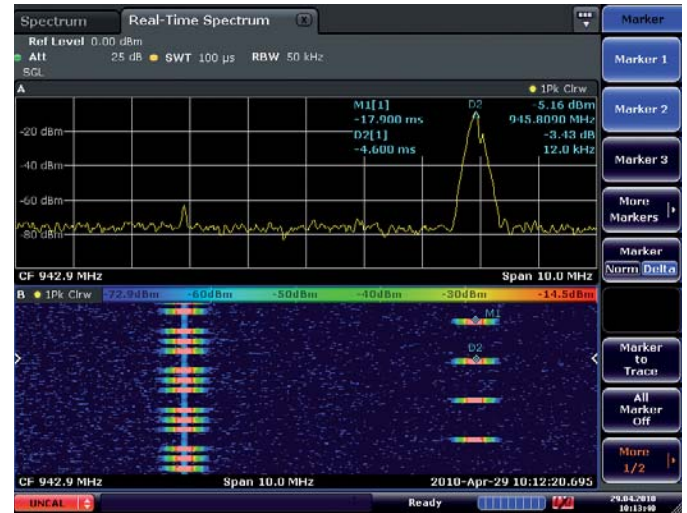 Spectrum Real-Time Spectrum
Ref Level 0.00 dBm
Att 25 dB SWT 100 µs RBW 50 kHz
SGL
A 1Pk Clrw
M1[1] -5.16 dBm
-17.900 ms 945.8090 MHz
D2[1] -3.43 dB
-4.600 ms 12.0 kHz
D2
-20 dBm
-40 dBm
-60 dBm
-80 dBm
CF 942.9 MHz Span 10.0 MHz
B 1Pk Clrw -72.9dBm -60dBm -50dBm -40dBm -30dBm -14.5dBm
M1
D2
CF 942.9 MHz Span 10.0 MHz 2010-Apr-29 10:12:20.695
UNCAL Ready 29.04.2010
10:13:40
Marker
Marker 1
Marker 2
Marker 3
More
Markers
Marker
Norm Delta
Marker
to
Trace
All
Marker
Off
More
1/2